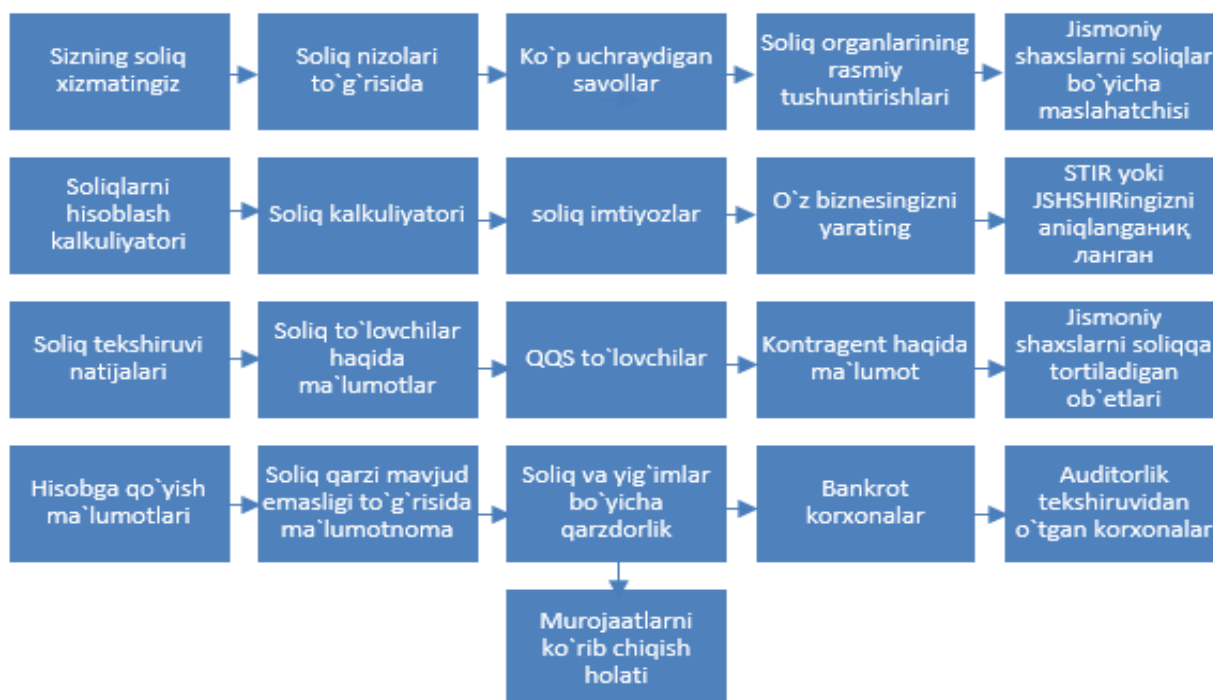 Sizning soliq
xizmatingiz
Soliq nizolari
to`g`risida
Ko`p uchraydigan
savollar
Soliq organlarining
rasmiy
tushuntirishlari
Jismoniy
shaxslarni soliqlar
bo`yicha
maslahatchisi
Soliqlarni
hisoblash
kalkuliyatori
Soliq kalkuliyatori
soliq imtiyozlar
O`z biznesingizni
yarating
STIR yoki
JSHSHIRingizni
aniqlanganиқ
ланган
Soliq tekshiruvi
natijalari
Soliq to`lovchilar
haqida
ma`lumotlar
QQS to`lovchilar
Kontragent haqida
ma`lumot
Jismoniy
shaxslarni soliqqa
tortiladigan
ob`etlari
Hisobga qo`yish
ma`lumotlari
Soliq qarzi mavjud
emasligi to`g`risida
ma`lumotnoma
Soliq va yig`imlar
bo`yicha
qarzdorlik
Bankrot
korxonalar
Auditorlik
tekshiruvidan
o`tgan korxonalar
Murojaatlarni
ko`rib chiqish
holati